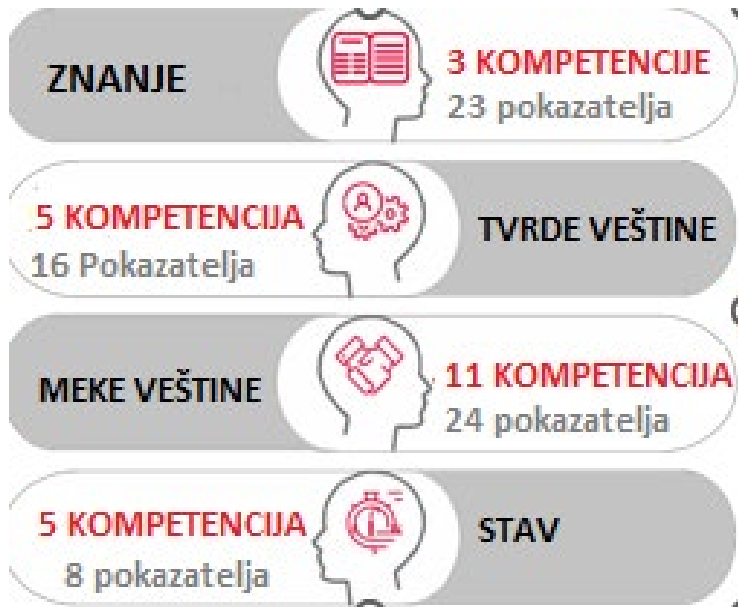 ZNANJE
3 KOMPETENCIJE
23 pokazatelja
5 KOMPETENCIJA
16 Pokazatelja
TVRDE VEŠTINE
MEKE VEŠTINE
11 KOMPETENCIJA
24 pokazatelja
5 KOMPETENCIJA
8 pokazatelja
STAV